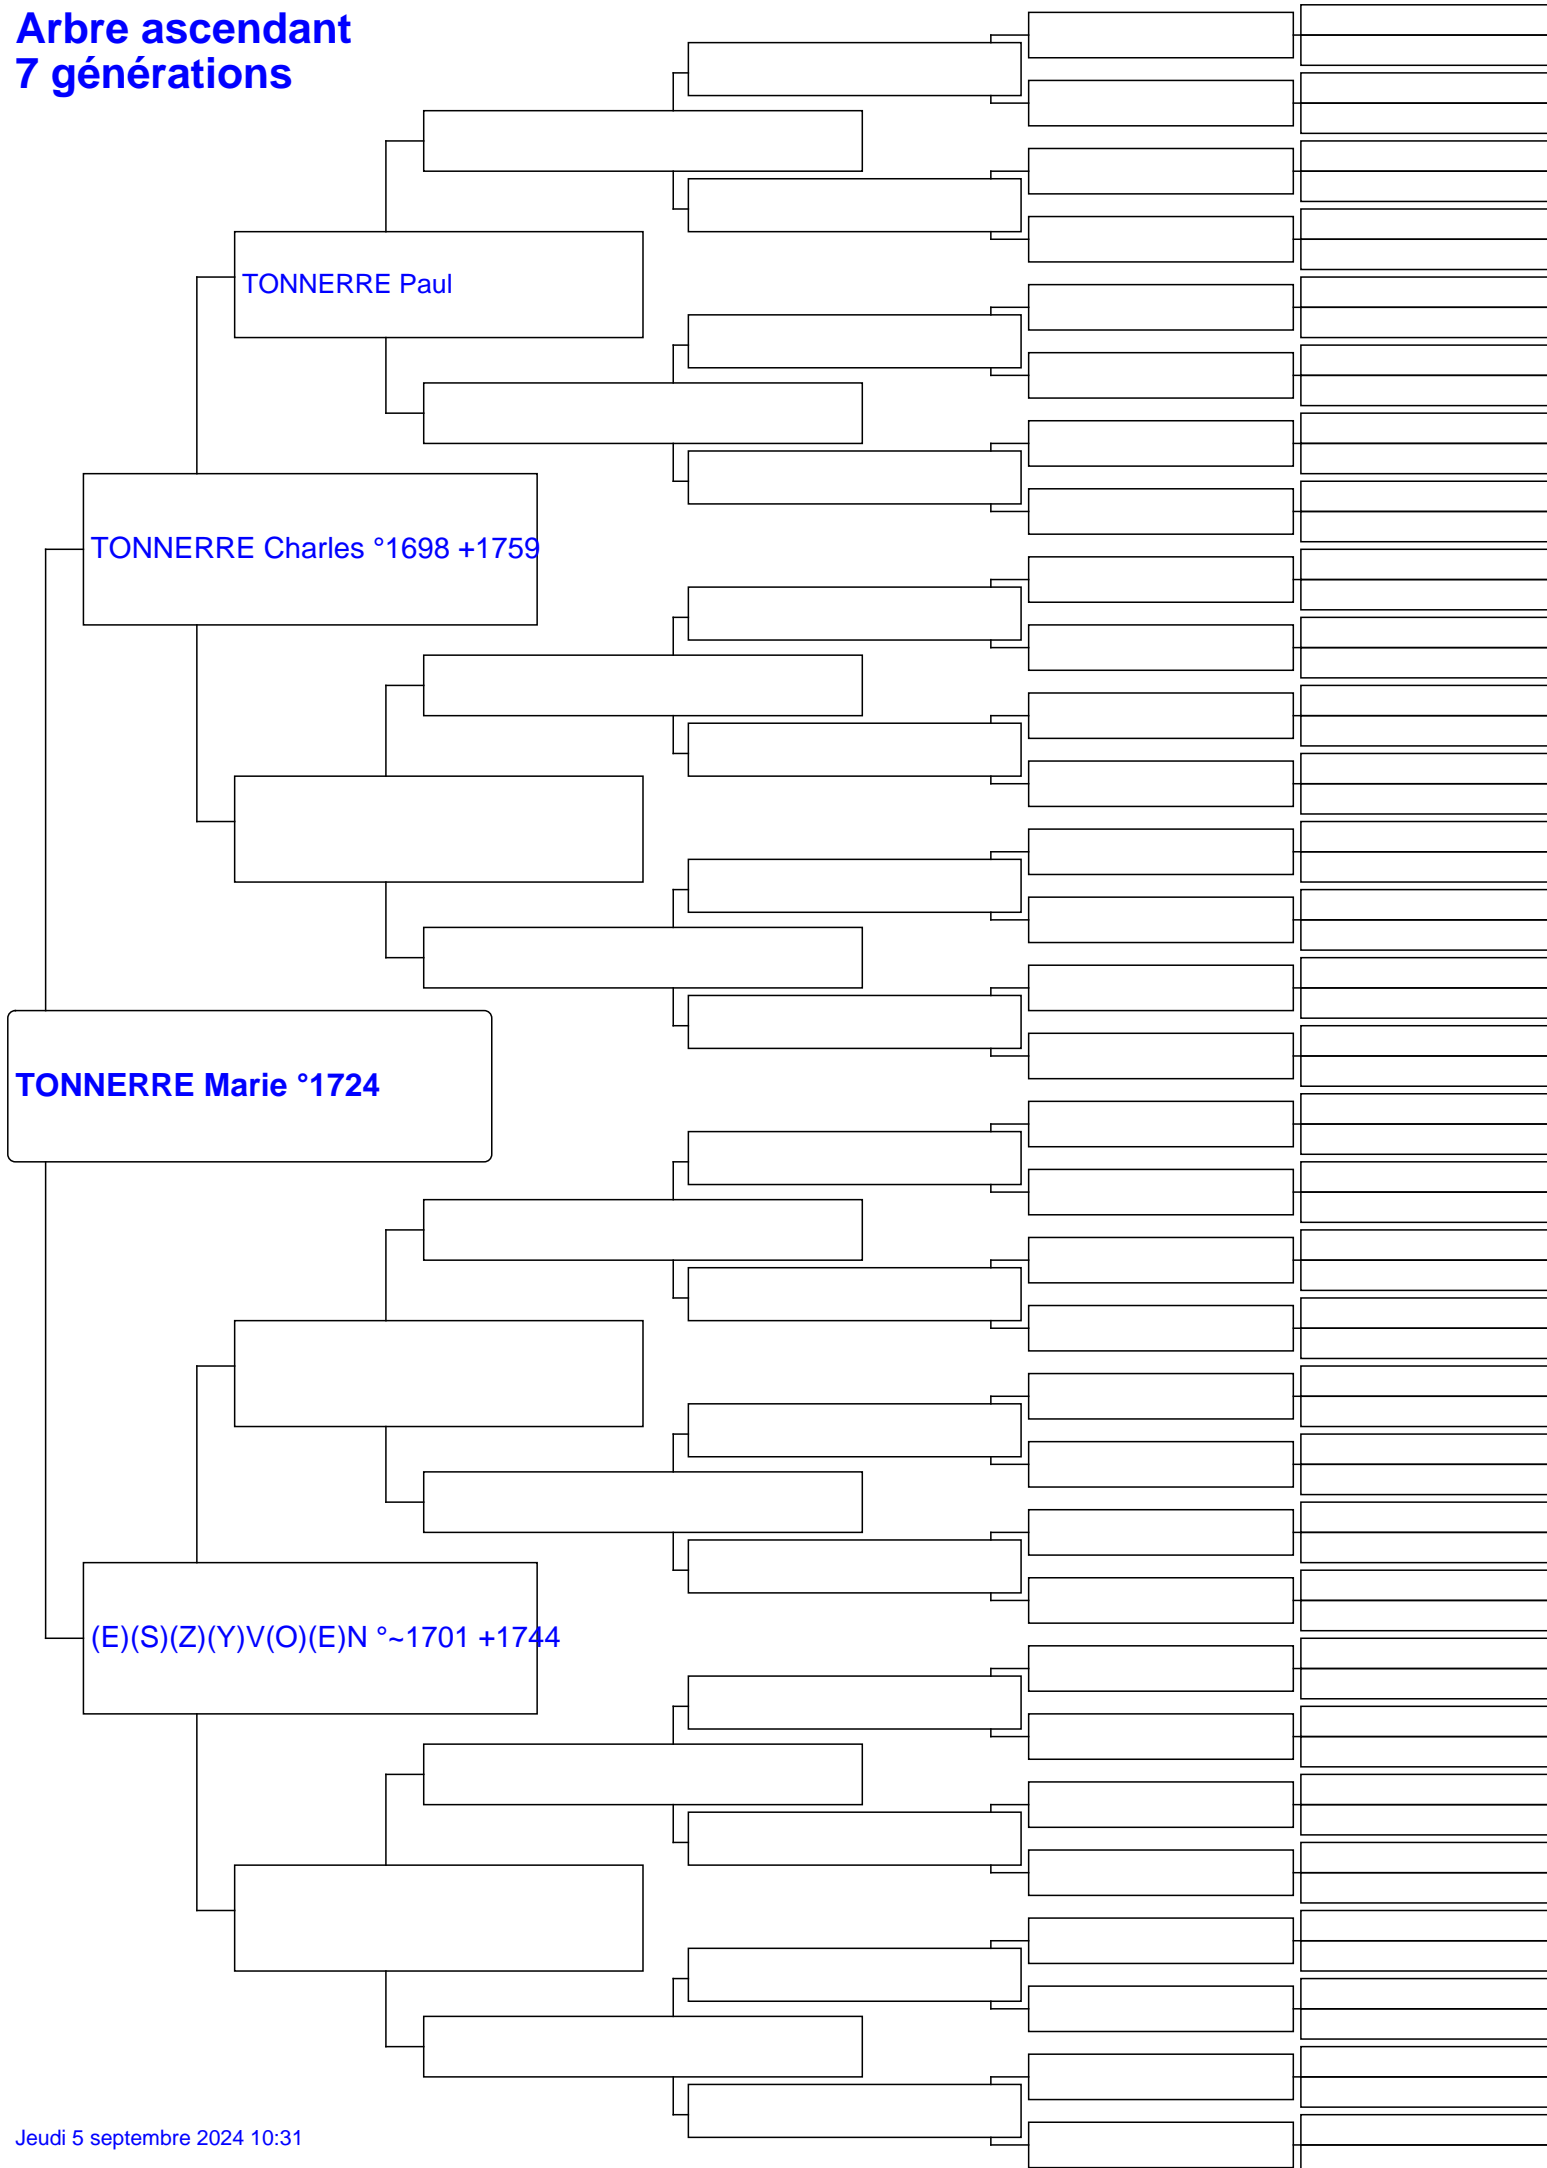 Arbre ascendant
7 générations
TONNERRE Paul
TONNERRE Charles °1698 +1759
TONNERRE Marie °1724
(E)(S)(Z)(Y)V(O)(E)N °~1701 +1744
Jeudi 5 septembre 2024 10:31